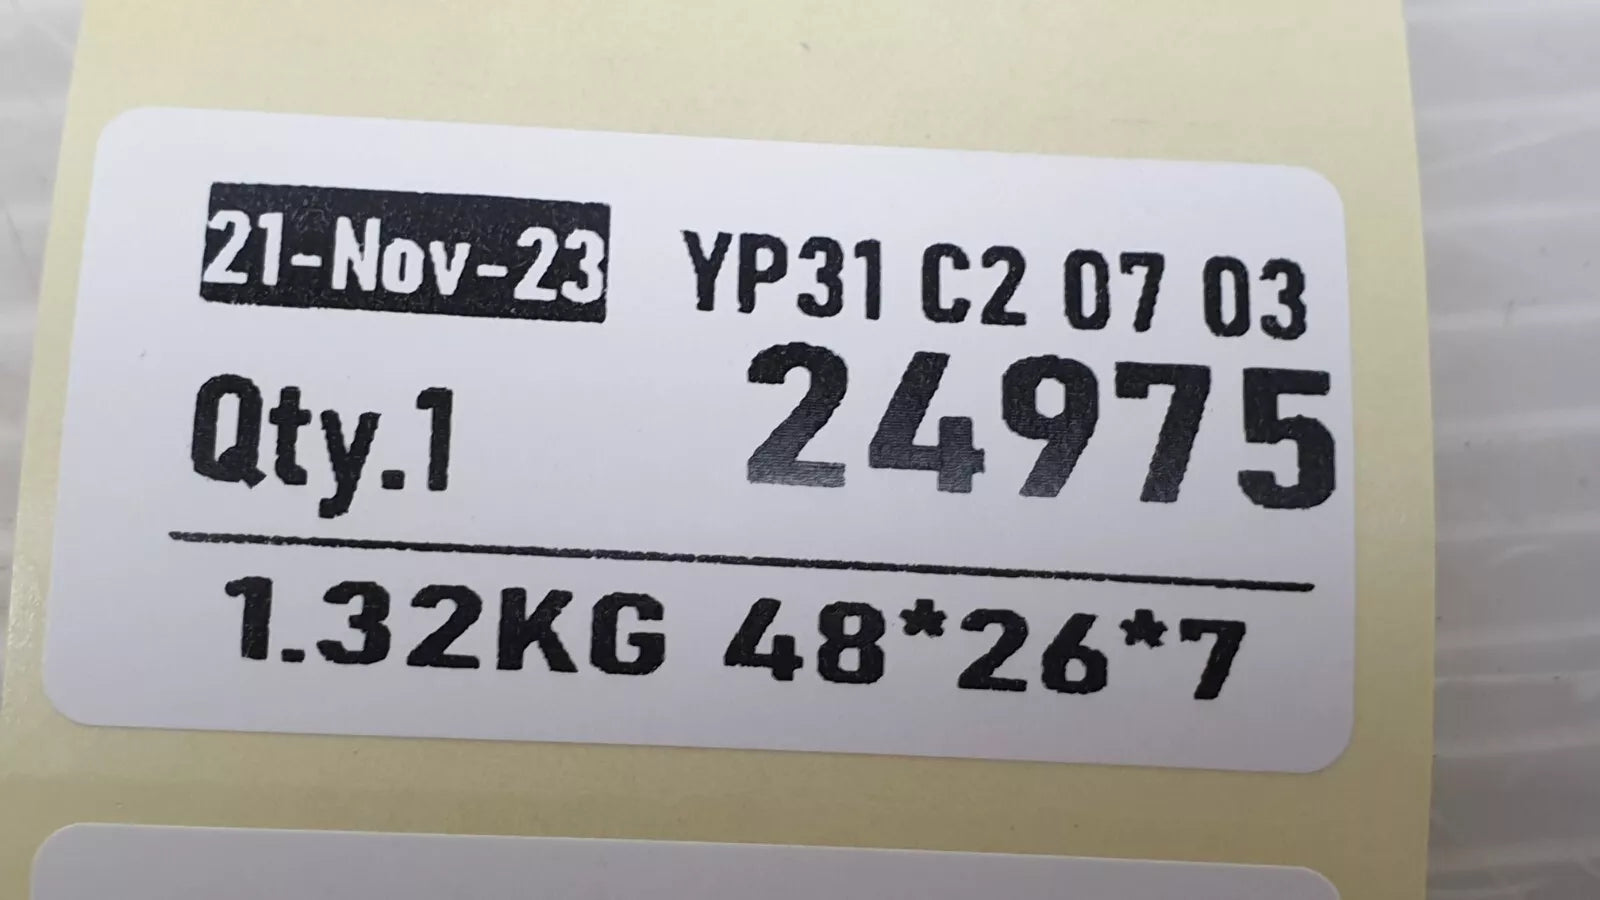 21-Nov-23 YP31 C2 07 03
Qty.1 24975
1.32KG 48*26*7